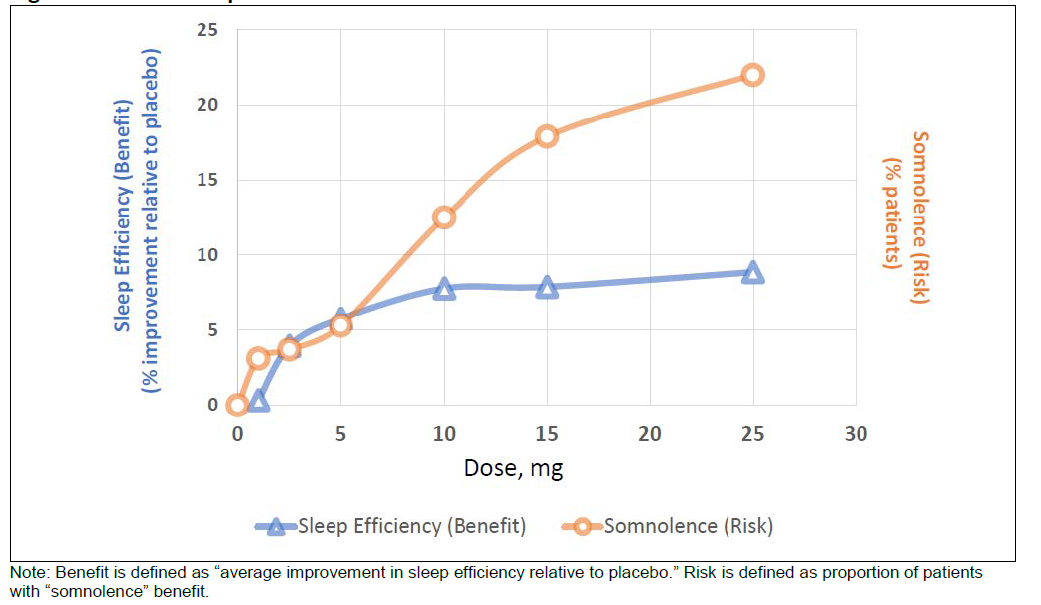 25
20
15
10
5
0
0 5 10 15 20 25 30
Sleep Efficiency (Benefit)
(% improvement relative to placebo)
Somnolence (Risk)
(% patients)
Dose, mg
Sleep Efficiency (Benefit) Somnolence (Risk)
Note: Benefit is defined as “average improvement in sleep efficiency relative to placebo.” Risk is defined as proportion of patients
with “somnolence” benefit.